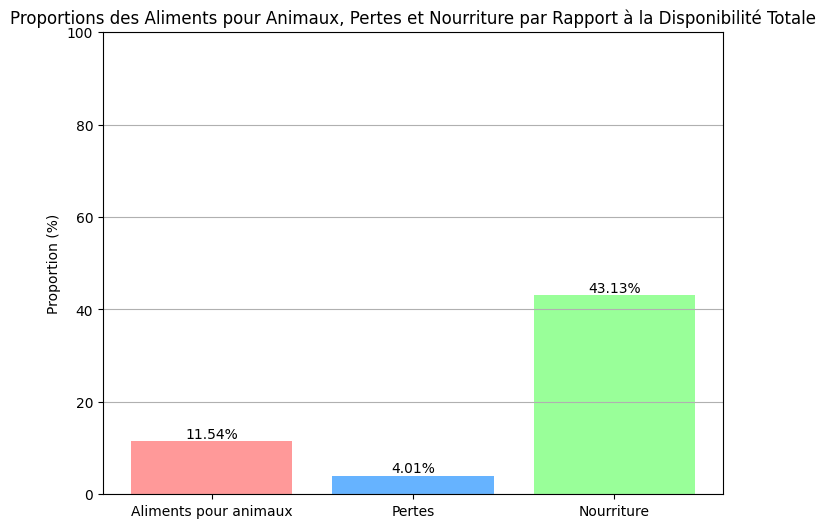 Proportions des Aliments pour Animaux, Pertes et Nourriture par Rapport à la Disponibilité Totale
100
80
60
40
20
0
Proportion (%)
11.54%
4.01%
43.13%
Aliments pour animaux
Pertes
Nourriture